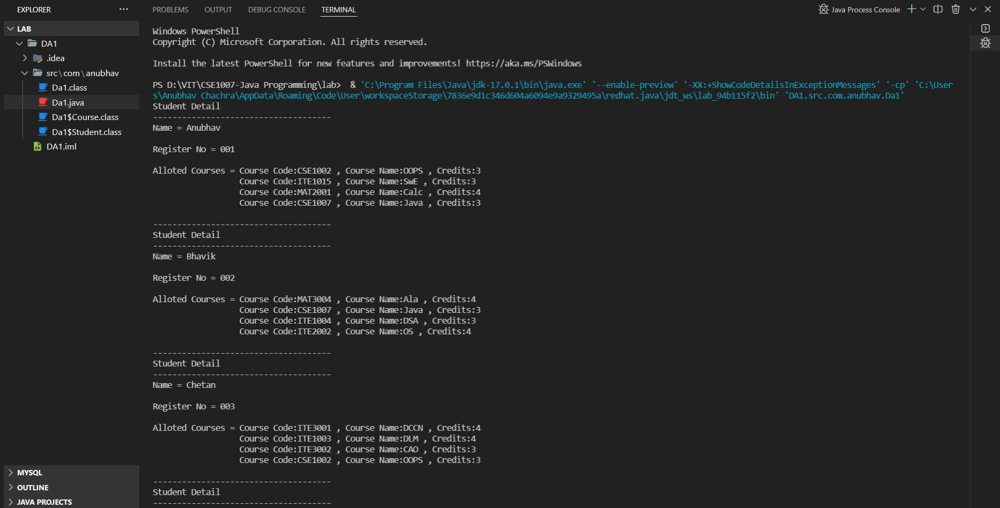 EXPLORER
LAB
DA1
.idea
src\com\anubhav
Da1.class
Da1.java
Da1$Course.class
Da1$Student.class
DA1.iml
MYSQL
OUTLINE
JAVA PROJECTS
PROBLEMS OUTPUT DEBUG CONSOLE TERMINAL
Java Process Console
Windows PowerShell
Copyright (C) Microsoft Corporation. All rights reserved.
Install the latest PowerShell for new features and improvements! https://aka.ms/PSWindows
PS D:\VIT\CSE1007-Java Programming\lab>  & 'C:\Program Files\Java\jdk-17.0.1\bin\java.exe' '--enable-preview' '-XX:+ShowCodeDetailsInExceptionMessages' '-cp' 'C:\User
s\Anubhav Chachra\AppData\Roaming\Code\User\workspaceStorage\7836e9d1c346d604a6094e9a9329495a\redhat.java\jdt_ws\lab_94b115f2\bin' 'DA1.src.com.anubhav.Da1'
Student Detail
-------------------------------------
Name = Anubhav
Register No = 001
Alloted Courses = Course Code:CSE1002 , Course Name:OOPS , Credits:3
Course Code:ITE1015 , Course Name:SwE , Credits:3
Course Code:MAT2001 , Course Name:Calc , Credits:4
Course Code:CSE1007 , Course Name:Java , Credits:3
-------------------------------------
Student Detail
-------------------------------------
Name = Bhavik
Register No = 002
Alloted Courses = Course Code:MAT3004 , Course Name:Ala , Credits:4
Course Code:CSE1007 , Course Name:Java , Credits:3
Course Code:ITE1004 , Course Name:DSA , Credits:3
Course Code:ITE2002 , Course Name:OS , Credits:4
-------------------------------------
Student Detail
-------------------------------------
Name = Chetan
Register No = 003
Alloted Courses = Course Code:ITE3001 , Course Name:DCCN , Credits:4
Course Code:ITE1003 , Course Name:DLM , Credits:4
Course Code:ITE3002 , Course Name:CAO , Credits:3
Course Code:CSE1002 , Course Name:OOPS , Credits:3
-------------------------------------
Student Detail
-------------------------------------